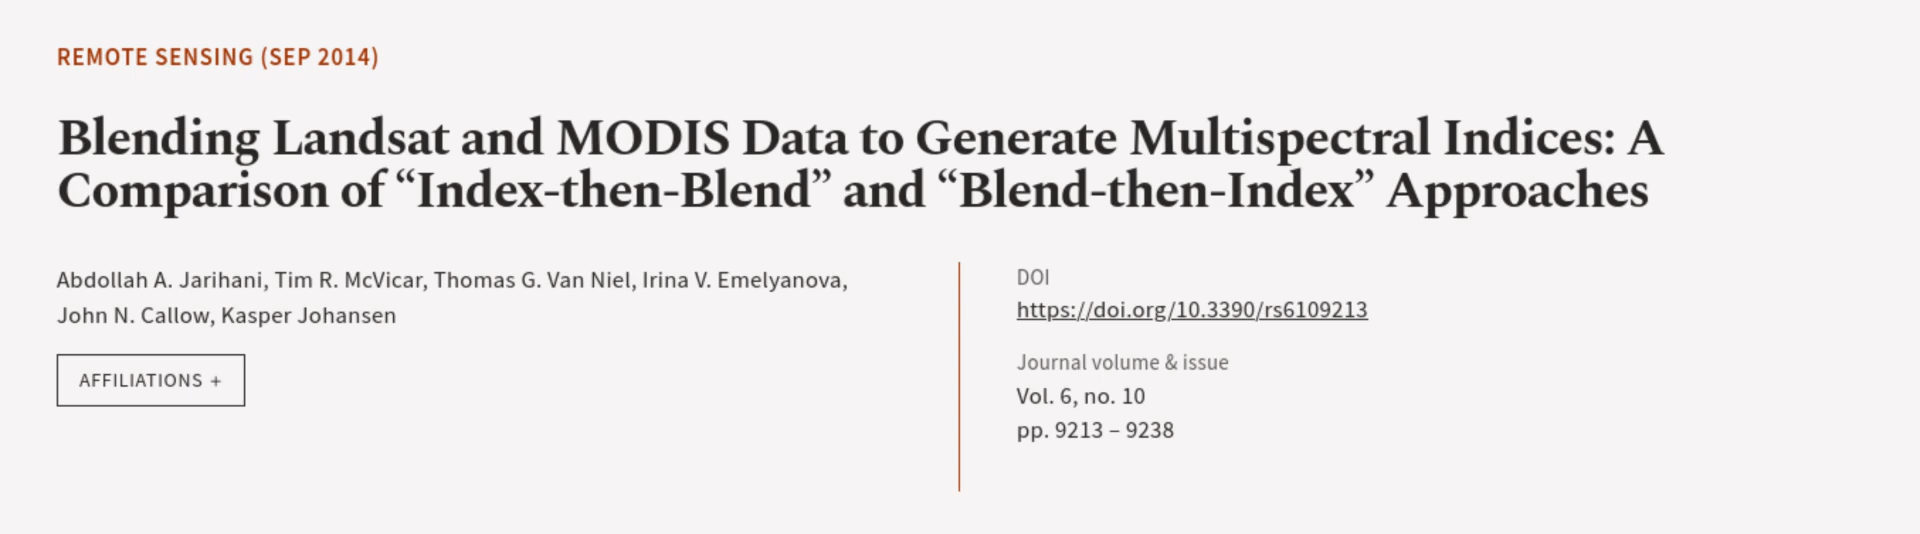 REMOTE SENSING (SEP 2014)
Blending Landsat and MODIS Data to Generate Multispectral Indices: A
Comparison of “Index-then-Blend” and “Blend-then-Index” Approaches
Abdollah A. Jarihani, Tim R. McVicar, Thomas G. Van Niel, Irina V. Emelyanova,
John N. Callow, Kasper Johansen
AFFILIATIONS +
DOI
https://doi.org/10.3390/rs6109213
Journal volume & issue
Vol. 6, no. 10
pp. 9213 – 9238